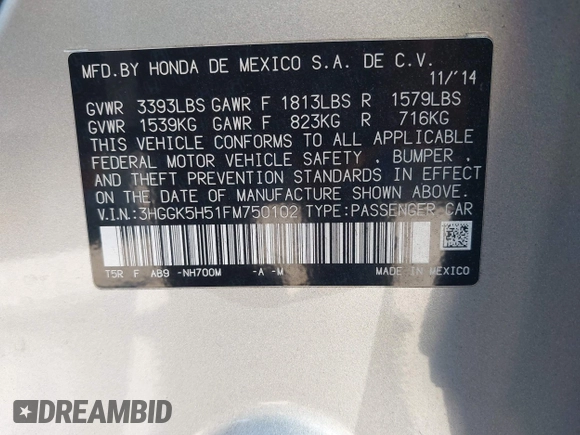 MFD.BY HONDA DE MEXICO S.A. DE C.V.
11/'14
GVWR 3393LBS GAWR F 1813LBS R 1579LBS
GVWR 1539KG GAWR F 823KG R 716KG
THIS VEHICLE CONFORMS TO ALL APPLICABLE
FEDERAL MOTOR VEHICLE SAFETY , BUMPER ,
AND THEFT PREVENTION STANDARDS IN EFFECT
ON THE DATE OF MANUFACTURE SHOWN ABOVE.
V.I.N:3HGGK5H51FM750102 TYPE:PASSENGER CAR
T5R F AB9 -NH700M -A -M MADE IN MEXICO
DREAMBID